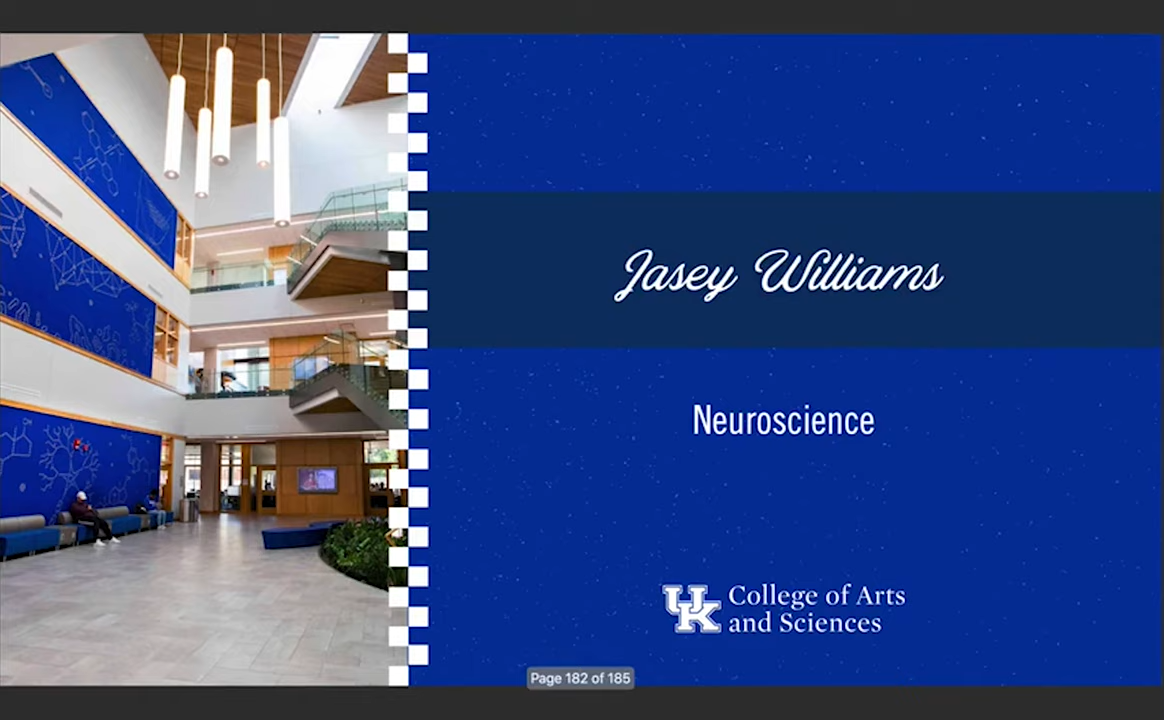 Jasey Williams
Neuroscience
UK College of Arts
and Sciences
Page 182 of 185